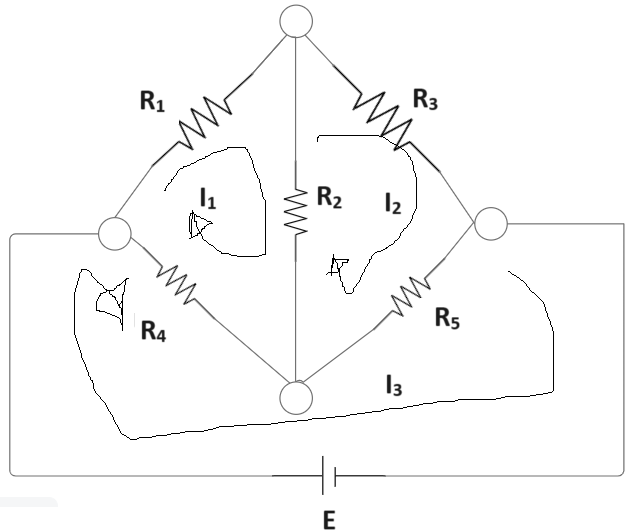 R₁
R₃
I₁
R₂
I₂
R₄
R₅
I₃
E